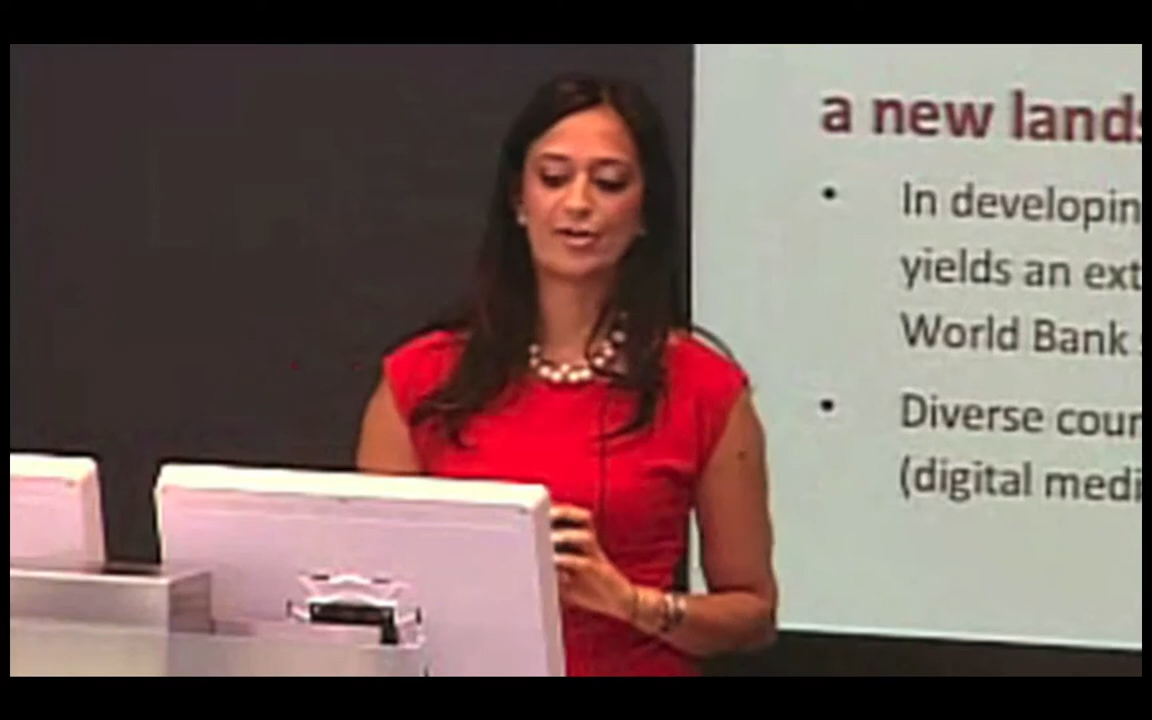 a new lands
• In developin
yields an ext
World Bank
• Diverse cour
(digital medi